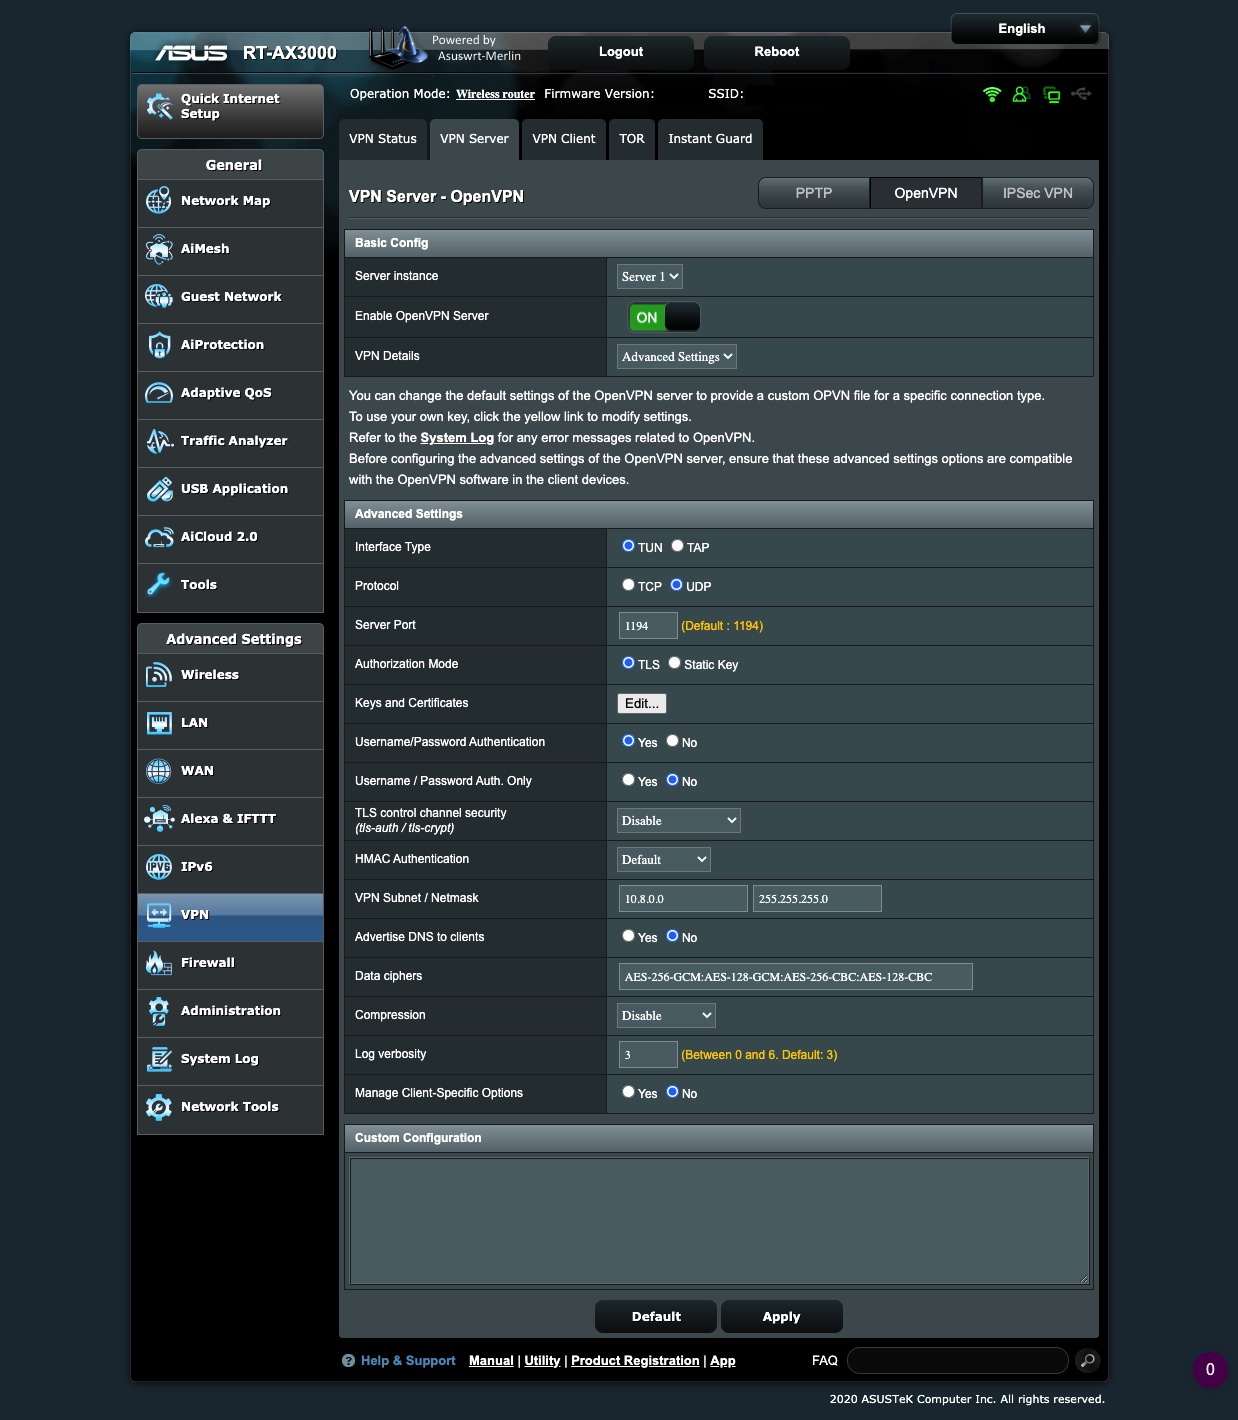 English
ASUS RT-AX3000
Powered by
Asuswrt-Merlin
Logout
Reboot
Quick Internet
Setup
Operation Mode: Wireless router Firmware Version: SSID:
VPN Status
VPN Server
VPN Client
TOR
Instant Guard
General
Network Map
AiMesh
Guest Network
AiProtection
Adaptive QoS
Traffic Analyzer
USB Application
AiCloud 2.0
Tools
Advanced Settings
Wireless
LAN
WAN
Alexa & IFTTT
IPv6
VPN
Firewall
Administration
System Log
Network Tools
VPN Server - OpenVPN
PPTP
OpenVPN
IPSec VPN
Basic Config
Server instance
Server 1
Enable OpenVPN Server
ON
VPN Details
Advanced Settings
You can change the default settings of the OpenVPN server to provide a custom OPVN file for a specific connection type.
To use your own key, click the yellow link to modify settings.
Refer to the System Log for any error messages related to OpenVPN.
Before configuring the advanced settings of the OpenVPN server, ensure that these advanced settings options are compatible
with the OpenVPN software in the client devices.
Advanced Settings
Interface Type
TUN TAP
Protocol
TCP UDP
Server Port
1194 (Default : 1194)
Authorization Mode
TLS Static Key
Keys and Certificates
Edit...
Username/Password Authentication
Yes No
Username / Password Auth. Only
Yes No
TLS control channel security
(tls-auth / tls-crypt)
Disable
HMAC Authentication
Default
VPN Subnet / Netmask
10.8.0.0 255.255.255.0
Advertise DNS to clients
Yes No
Data ciphers
AES-256-GCM:AES-128-GCM:AES-256-CBC:AES-128-CBC
Compression
Disable
Log verbosity
3 (Between 0 and 6. Default: 3)
Manage Client-Specific Options
Yes No
Custom Configuration
Default
Apply
? Help & Support Manual | Utility | Product Registration | App
FAQ
0
2020 ASUSTeK Computer Inc. All rights reserved.